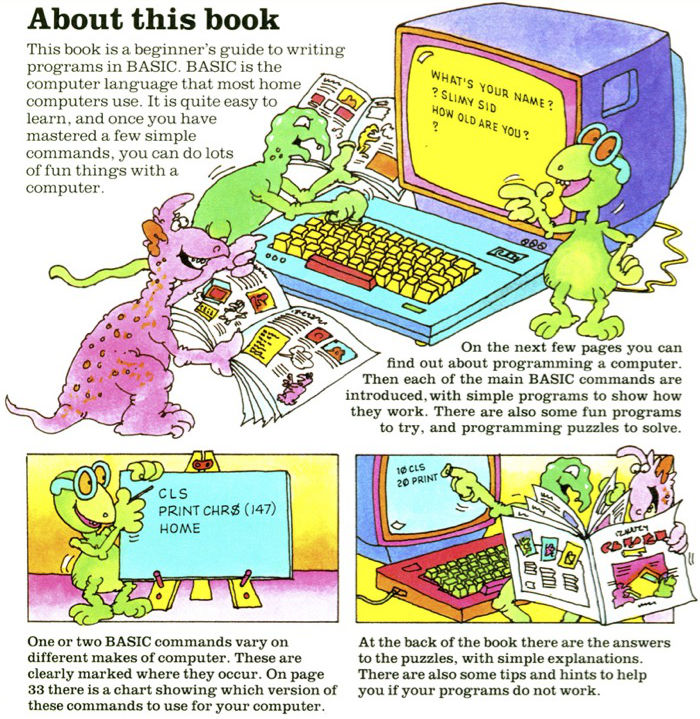 About this book
This book is a beginner's guide to writing
programs in BASIC. BASIC is the
computer language that most home
computers use. It is quite easy to
learn, and once you have
mastered a few simple
commands, you can do lots
of fun things with a
computer.
WHAT'S YOUR NAME?
? SLIMY SID
HOW OLD ARE YOU?
?
On the next few pages you can
find out about programming a computer.
Then each of the main BASIC commands are
introduced, with simple programs to show how
they work. There are also some fun programs
to try, and programming puzzles to solve.
CLS
PRINT CHR$ (147)
HOME
10 CLS
20 PRINT
One or two BASIC commands vary on
different makes of computer. These are
clearly marked where they occur. On page
33 there is a chart showing which version of
these commands to use for your computer.
At the back of the book there are the answers
to the puzzles, with simple explanations.
There are also some tips and hints to help
you if your programs do not work.